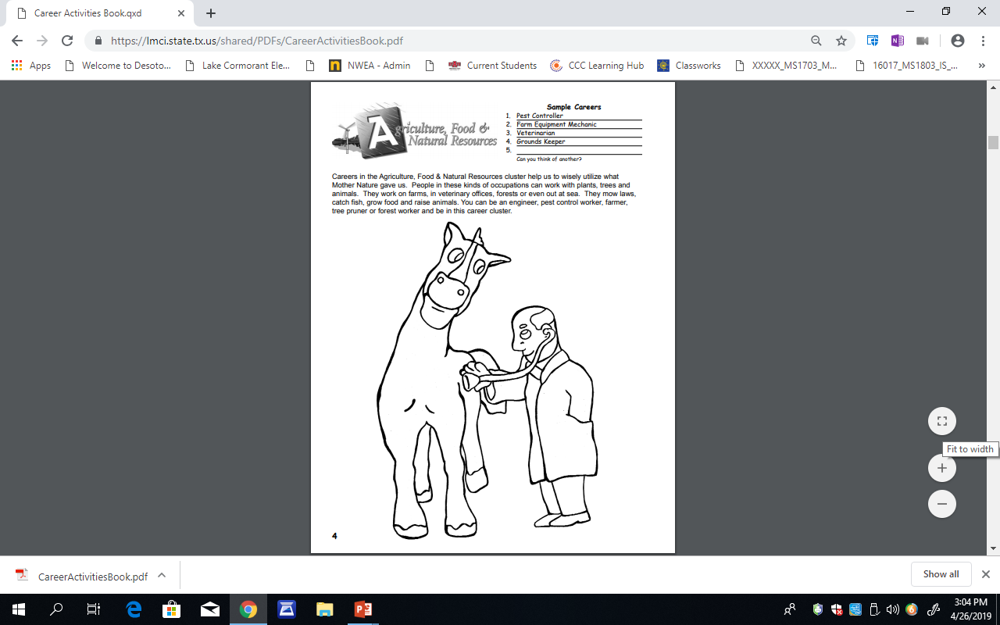 Career Activities Book.qxd
https://lmci.state.tx.us/shared/PDFs/CareerActivitiesBook.pdf
Apps Welcome to Desoto... Lake Cormorant Ele... NWEA - Admin Current Students CCC Learning Hub Classworks XXXXX_MS1703_M... 16017_MS1803_IS_... »
Agriculture, Food &
Natural Resources
Sample Careers
1. Pest Controller
2. Farm Equipment Mechanic
3. Veterinarian
4. Grounds Keeper
5.
Can you think of another?
Careers in the Agriculture, Food & Natural Resources cluster help us to wisely utilize what
Mother Nature gave us. People in these kinds of occupations can work with plants, trees and
animals. They work on farms, in veterinary offices, forests or even out at sea. They mow laws,
catch fish, grow food and raise animals. You can be an engineer, pest control worker, farmer,
tree pruner or forest worker and be in this career cluster.
Fit to width
4
CareerActivitiesBook.pdf
Show all
3:04 PM
4/26/2019